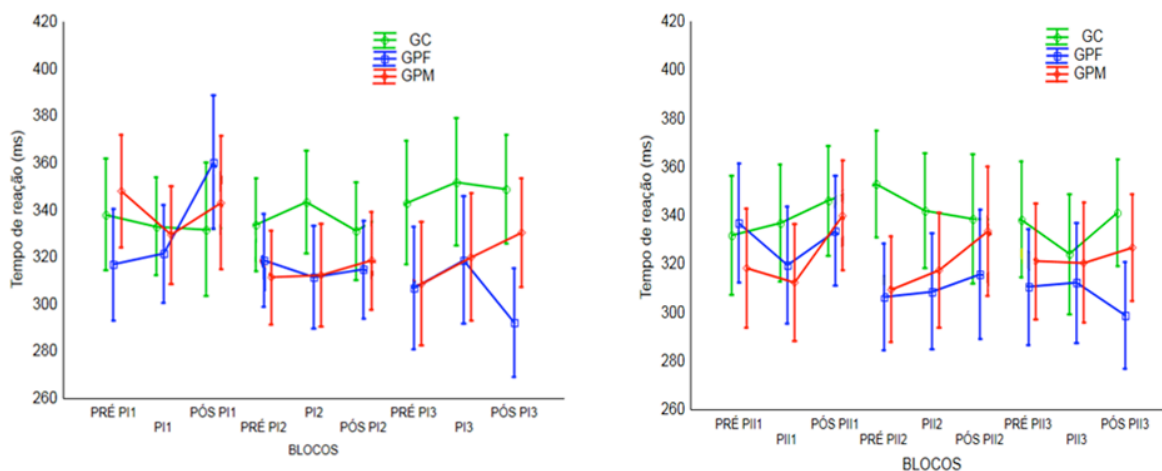 420
400
380
360
340
320
300
280
260
Tempo de reação (ms)
GC
GPF
GPM
PRÉ PI1
PI1
PÓS PI1
PRÉ PI2
PI2
PÓS PI2
PRÉ PI3
PI3
PÓS PI3
BLOCOS
420
400
380
360
340
320
300
280
260
Tempo de reação (ms)
GC
GPF
GPM
PRÉ PII1
PII1
PÓS PII1
PRÉ PII2
PII2
PÓS PII2
PRÉ PII3
PII3
PÓS PII3
BLOCOS